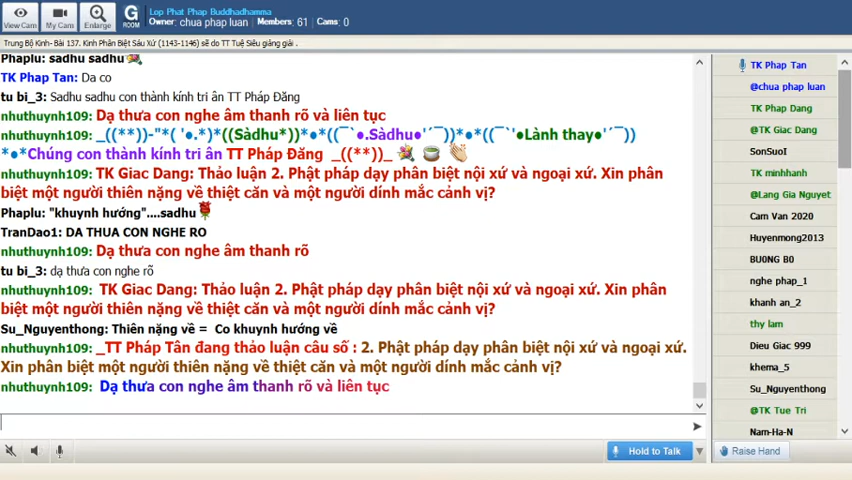 View Cam
My Cam
Enlarge
G
ROOM
Lop Phat Phap Buddhadhamma
Owner: chua phap luan Members: 61 Cams: 0
Trung Bộ Kinh- Bài 137. Kinh Phân Biệt Sáu Xứ (1143-1146) sẽ do TT Tuệ Siêu giảng giải .
Phaplu: sadhu sadhu
TK Phap Tan: Da co
tu bi_3: Sadhu sadhu con thành kính tri ân TT Pháp Đăng
nhuthuynh109: Dạ thưa con nghe âm thanh rõ và liên tục
nhuthuynh109: _((**))-"*( '●.*)*((Sàdhu*))*●*((¯`●.Sàdhu●'´¯))*●*((¯`'●Lành thay●'´¯))
*●*Chúng con thành kính tri ân TT Pháp Đăng _((**))_
nhuthuynh109: TK Giac Dang: Thảo luận 2. Phật pháp dạy phân biệt nội xứ và ngoại xứ. Xin phân
biệt một người thiên nặng về thiệt căn và một người dính mắc cảnh vị?
Phaplu: "khuynh hướng"....sadhu
TranDao1: DA THUA CON NGHE RO
nhuthuynh109: Dạ thưa con nghe âm thanh rõ
tu bi_3: dạ thưa con nghe rõ
nhuthuynh109: TK Giac Dang: Thảo luận 2. Phật pháp dạy phân biệt nội xứ và ngoại xứ. Xin phân
biệt một người thiên nặng về thiệt căn và một người dính mắc cảnh vị?
Su_Nguyenthong: Thiên nặng về = Co khuynh hướng về
nhuthuynh109: _TT Pháp Tân đang thảo luận câu số : 2. Phật pháp dạy phân biệt nội xứ và ngoại xứ.
Xin phân biệt một người thiên nặng về thiệt căn và một người dính mắc cảnh vị?
nhuthuynh109: Dạ thưa con nghe âm thanh rõ và liên tục
Hold to Talk
TK Phap Tan
@chua phap luan
TK Phap Dang
@TK Giac Dang
SonSuoI
TK minhhanh
@Lang Gia Nguyet
Cam Van 2020
Huyenmong2013
BU0NG B0
nghe phap_1
khanh an_2
thy lam
Dieu Giac 999
khema_5
Su_Nguyenthong
@TK Tue Tri
Nam-Ha-N
Raise Hand